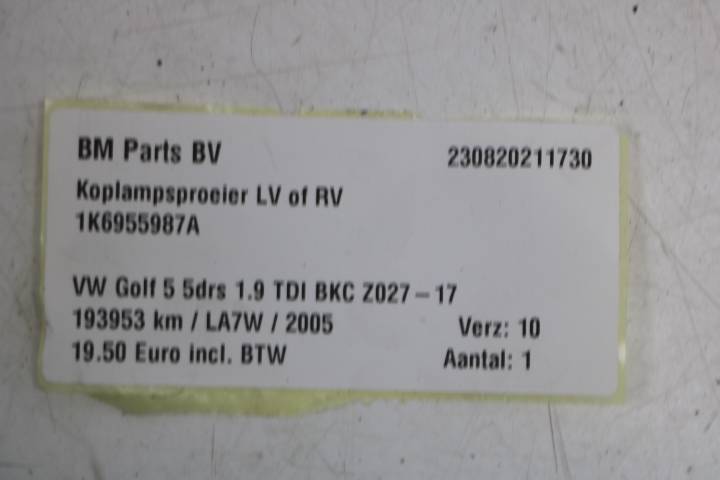 BM Parts BV 230820211730
Koplampsproeier LV of RV
1K6955987A
VW Golf 5 5drs 1.9 TDI BKC Z027-17
193953 km / LA7W / 2005 Verz: 10
19.50 Euro incl. BTW Aantal: 1